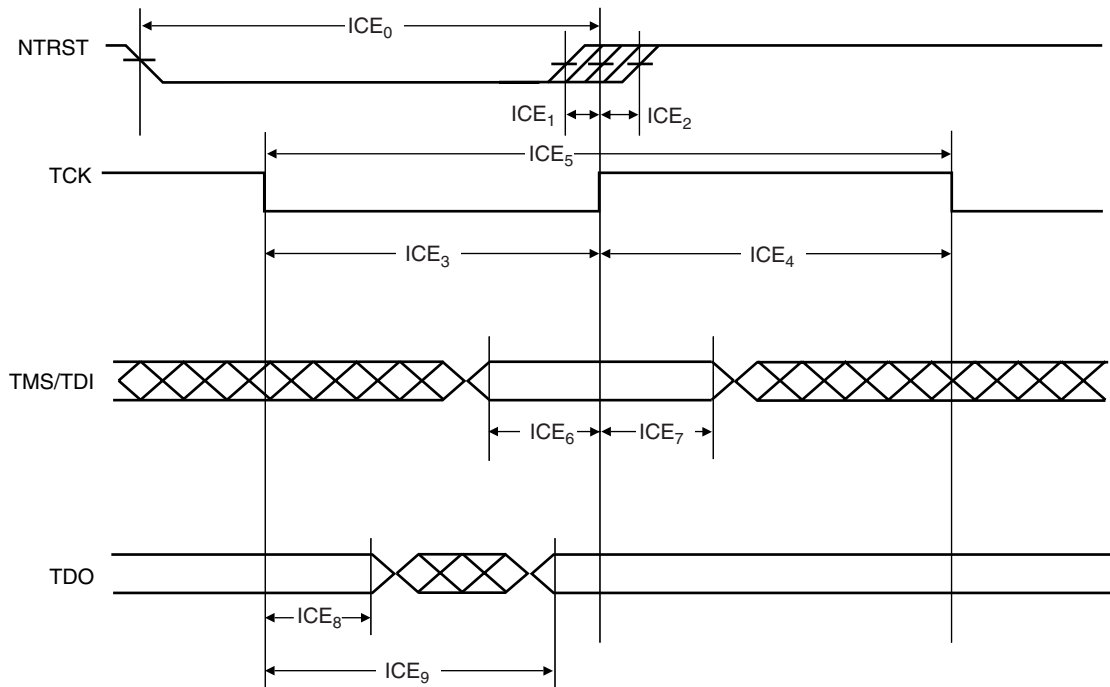 ICE₀
NTRST
ICE₁ ICE₂
ICE₅
TCK
ICE₃ ICE₄
TMS/TDI
ICE₆ ICE₇
TDO
ICE₈
ICE₉